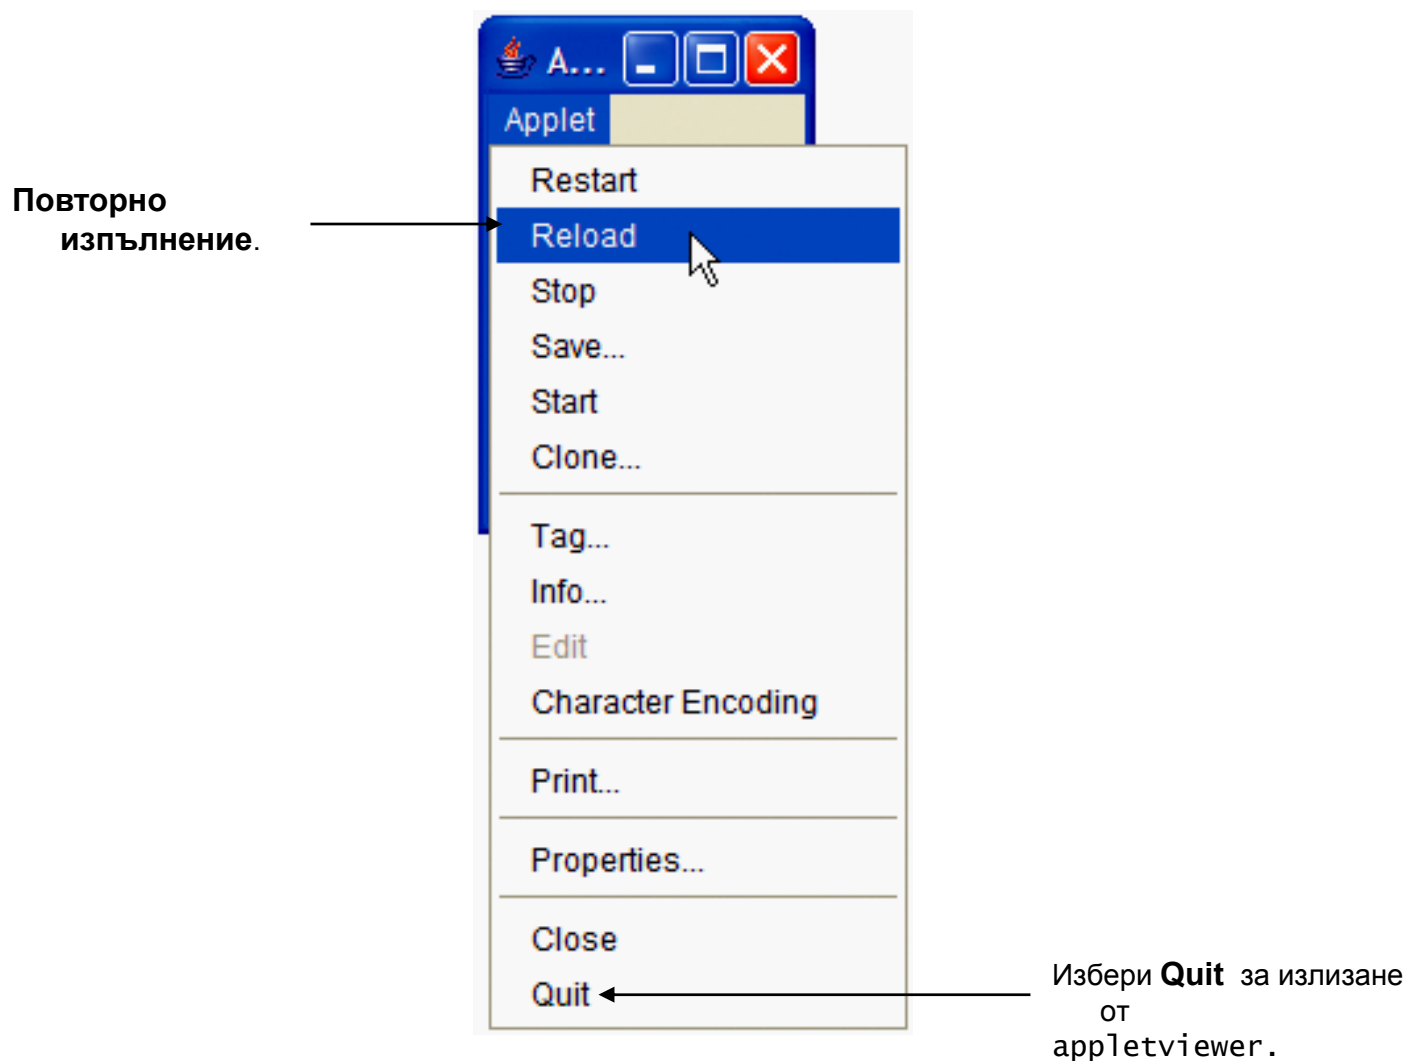 A...
Applet
Restart
Повторно
изпълнение.
Reload
Stop
Save...
Start
Clone...
Tag...
Info...
Edit
Character Encoding
Print...
Properties...
Close
Quit
Избери Quit за излизане
от
appletviewer.